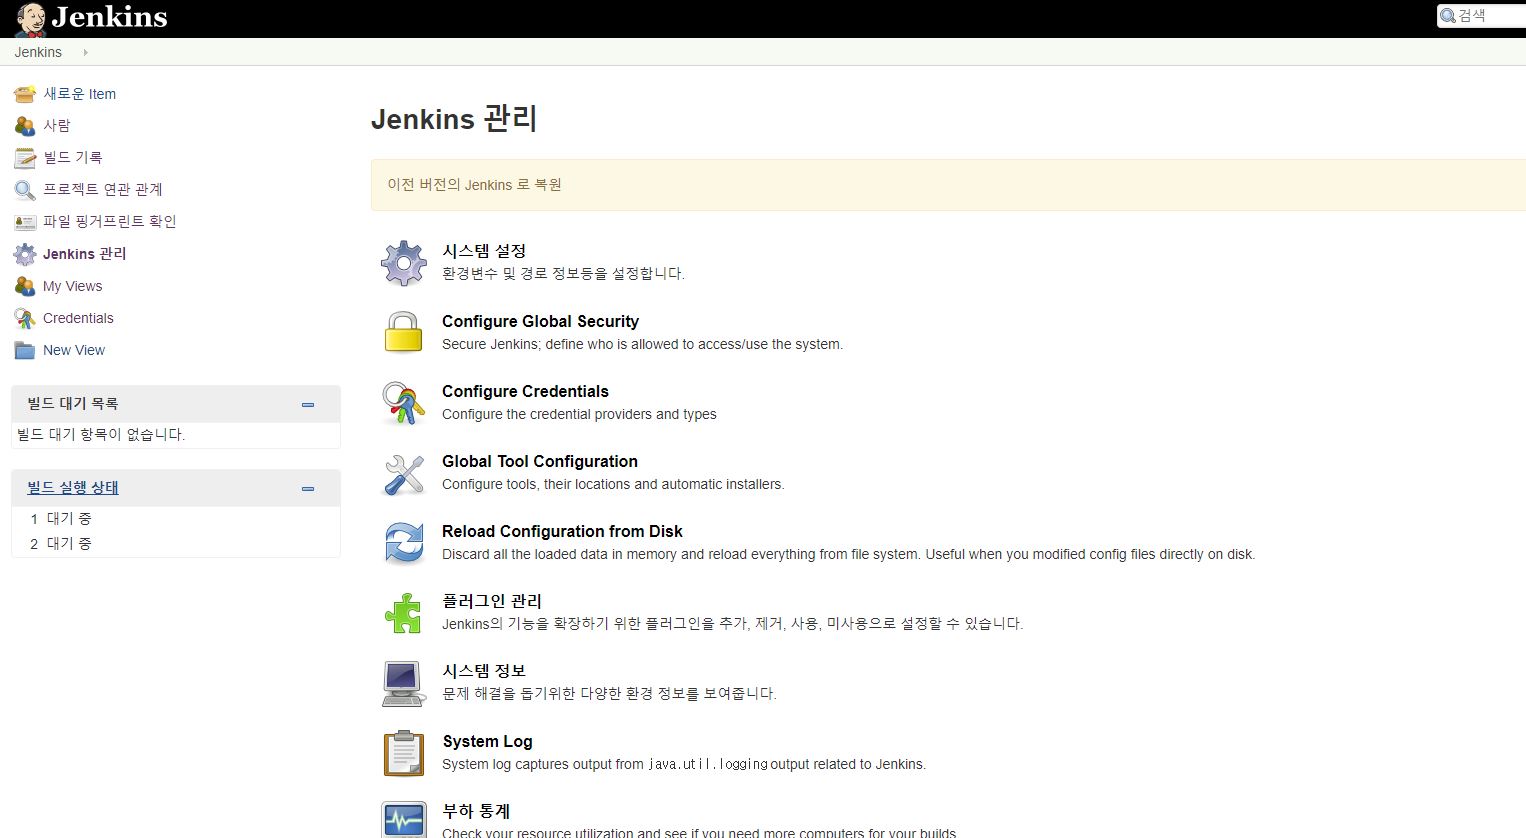 Jenkins
검색
Jenkins
새로운 Item
사람
빌드 기록
프로젝트 연관 관계
파일 핑거프린트 확인
Jenkins 관리
My Views
Credentials
New View
빌드 대기 목록
빌드 대기 항목이 없습니다.
빌드 실행 상태
1 대기 중
2 대기 중
Jenkins 관리
이전 버전의 Jenkins 로 복원
시스템 설정
환경변수 및 경로 정보등을 설정합니다.
Configure Global Security
Secure Jenkins; define who is allowed to access/use the system.
Configure Credentials
Configure the credential providers and types
Global Tool Configuration
Configure tools, their locations and automatic installers.
Reload Configuration from Disk
Discard all the loaded data in memory and reload everything from file system. Useful when you modified config files directly on disk.
플러그인 관리
Jenkins의 기능을 확장하기 위한 플러그인을 추가, 제거, 사용, 미사용으로 설정할 수 있습니다.
시스템 정보
문제 해결을 돕기위한 다양한 환경 정보를 보여줍니다.
System Log
System log captures output from java.util.logging output related to Jenkins.
부하 통계
Check your resource utilization and see if you need more computers for your builds